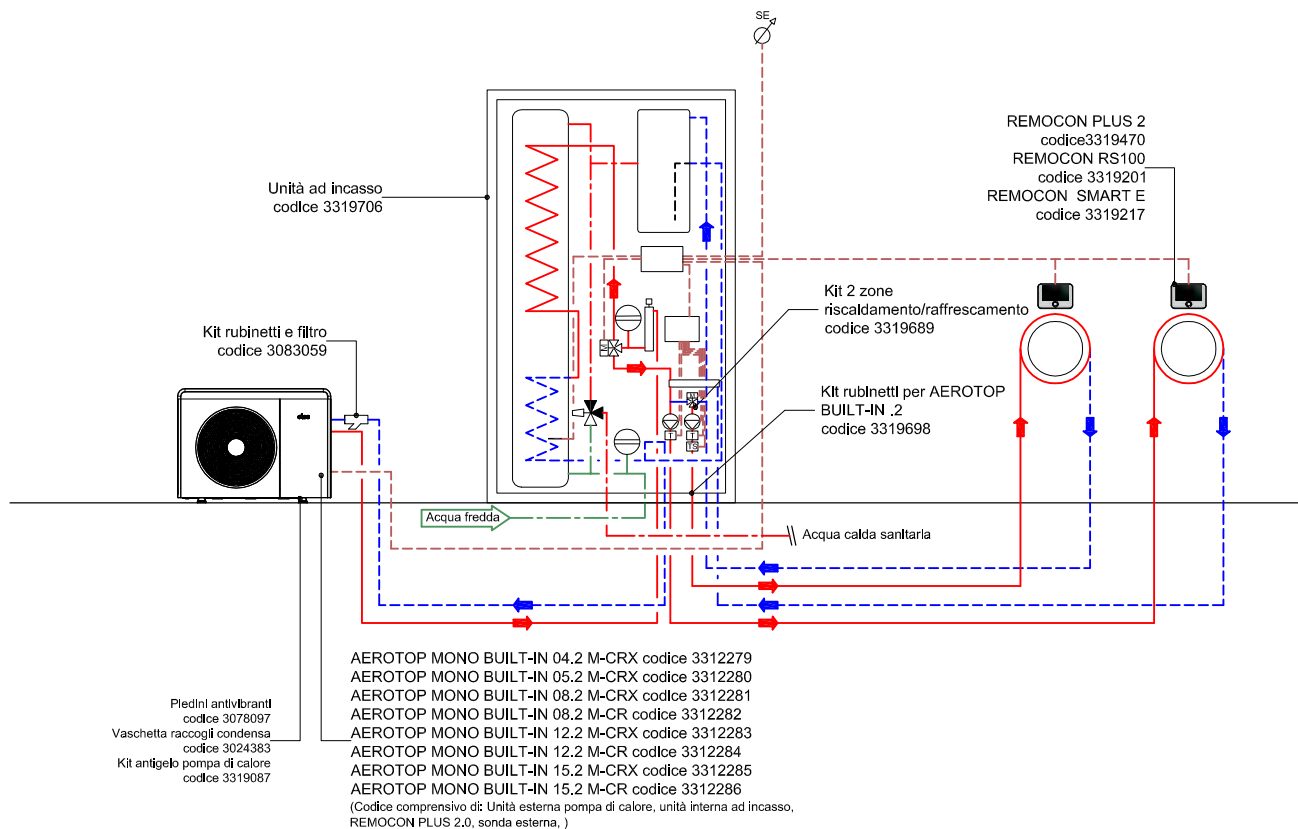 SE
REMOCON PLUS 2
codice3319470
REMOCON RS100
codice 3319201
REMOCON SMART E
codice 3319217
Unità ad incasso
codice 3319706
Kit 2 zone
riscaldamento/raffrescamento
codice 3319689
Kit rubinetti e filtro
codice 3083059
Kit rubinetti per AEROTOP
BUILT-IN .2
codice 3319698
M
M
T
T
TS
Acqua fredda
Acqua calda sanitaria
AEROTOP MONO BUILT-IN 04.2 M-CRX codice 3312279
AEROTOP MONO BUILT-IN 05.2 M-CRX codice 3312280
AEROTOP MONO BUILT-IN 08.2 M-CRX codice 3312281
AEROTOP MONO BUILT-IN 08.2 M-CR codice 3312282
AEROTOP MONO BUILT-IN 12.2 M-CRX codice 3312283
AEROTOP MONO BUILT-IN 12.2 M-CR codice 3312284
AEROTOP MONO BUILT-IN 15.2 M-CRX codice 3312285
AEROTOP MONO BUILT-IN 15.2 M-CR codice 3312286
(Codice comprensivo di: Unità esterna pompa di calore, unità interna ad incasso,
REMOCON PLUS 2.0, sonda esterna, )
Piedini antivibranti
codice 3078097
Vaschetta raccogli condensa
codice 3024383
Kit antigelo pompa di calore
codice 3319087